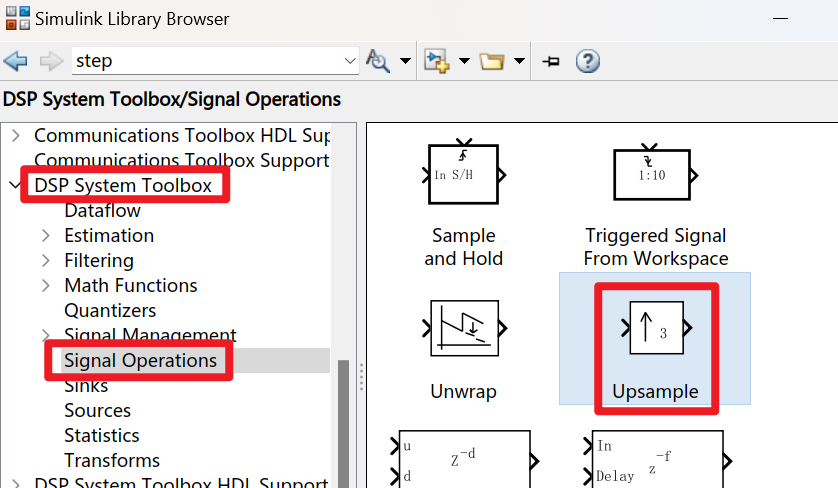 Simulink Library Browser
step
DSP System Toolbox/Signal Operations
Communications Toolbox HDL Sup
Communications Toolbox Support
DSP System Toolbox
Dataflow
Estimation
Filtering
Math Functions
Quantizers
Signal Management
Signal Operations
Sinks
Sources
Statistics
Transforms
DSP System Toolbox HDL Support
In S/H
Sample
and Hold
1:10
Triggered Signal
From Workspace
Unwrap
3
Upsample
u
d
z-d
In
Delay
z-f